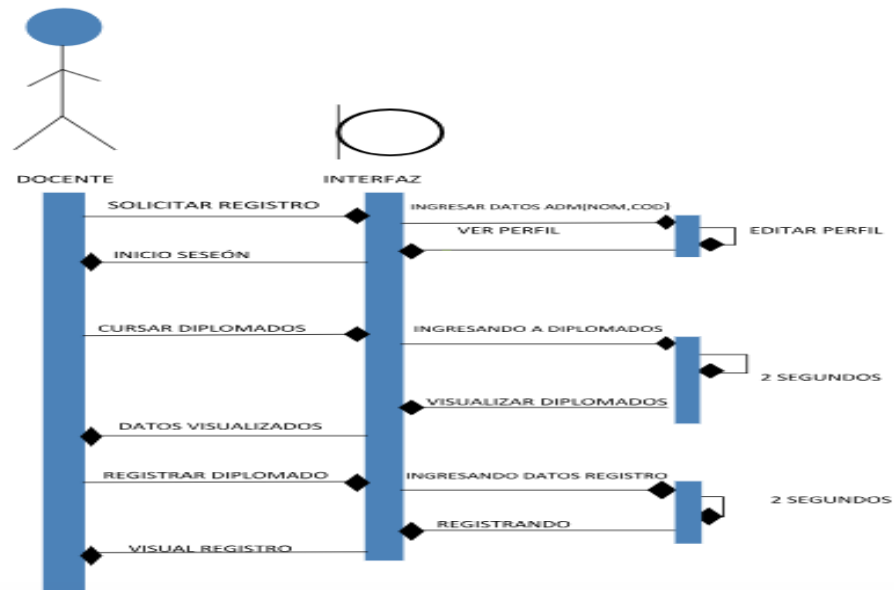 DOCENTE
INTERFAZ
SOLICITAR REGISTRO
INGRESAR DATOS ADM(NOM,COD)
VER PERFIL
EDITAR PERFIL
INICIO SESEÓN
CURSAR DIPLOMADOS
INGRESANDO A DIPLOMADOS
2 SEGUNDOS
VISUALIZAR DIPLOMADOS
DATOS VISUALIZADOS
REGISTRAR DIPLOMADO
INGRESANDO DATOS REGISTRO
2 SEGUNDOS
REGISTRANDO
VISUAL REGISTRO